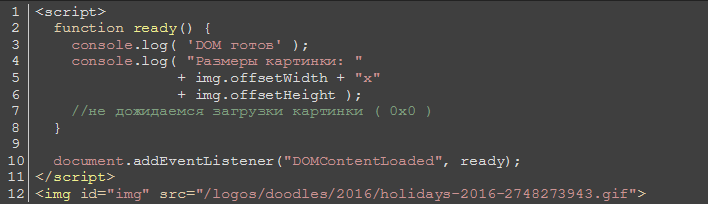 1 <script>
2 function ready() {
3 console.log( 'DOM готов' );
4 console.log( "Размеры картинки: "
5 + img.offsetWidth + "x"
6 + img.offsetHeight );
7 //не дожидаемся загрузки картинки ( 0x0 )
8 }
9
10 document.addEventListener("DOMContentLoaded", ready);
11 </script>
12 <img id="img" src="/logos/doodles/2016/holidays-2016-2748273943.gif">